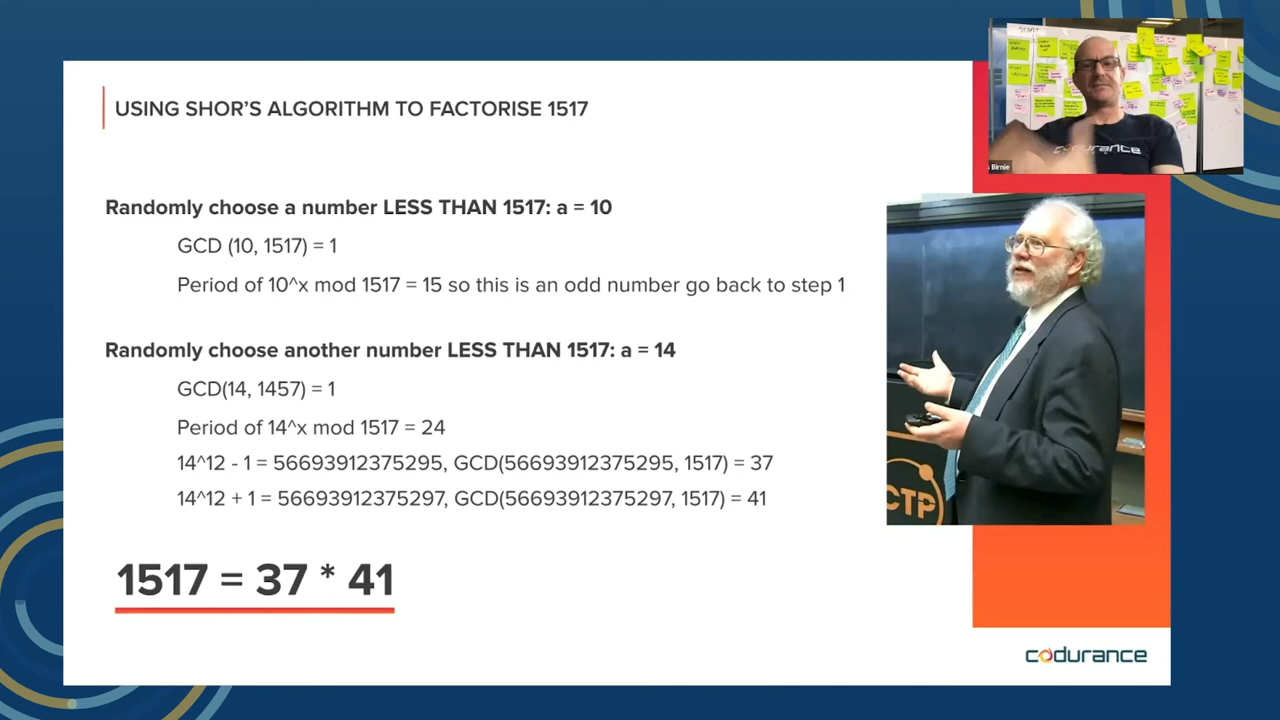 USING SHOR'S ALGORITHM TO FACTORISE 1517
Randomly choose a number LESS THAN 1517: a = 10
GCD (10, 1517) = 1
Period of 10^x mod 1517 = 15 so this is an odd number go back to step 1
Randomly choose another number LESS THAN 1517: a = 14
GCD(14, 1457) = 1
Period of 14^x mod 1517 = 24
14^12 - 1 = 56693912375295, GCD(56693912375295, 1517) = 37
14^12 + 1 = 56693912375297, GCD(56693912375297, 1517) = 41
1517 = 37 * 41
START
codurance
Birnie
CTP
codurance